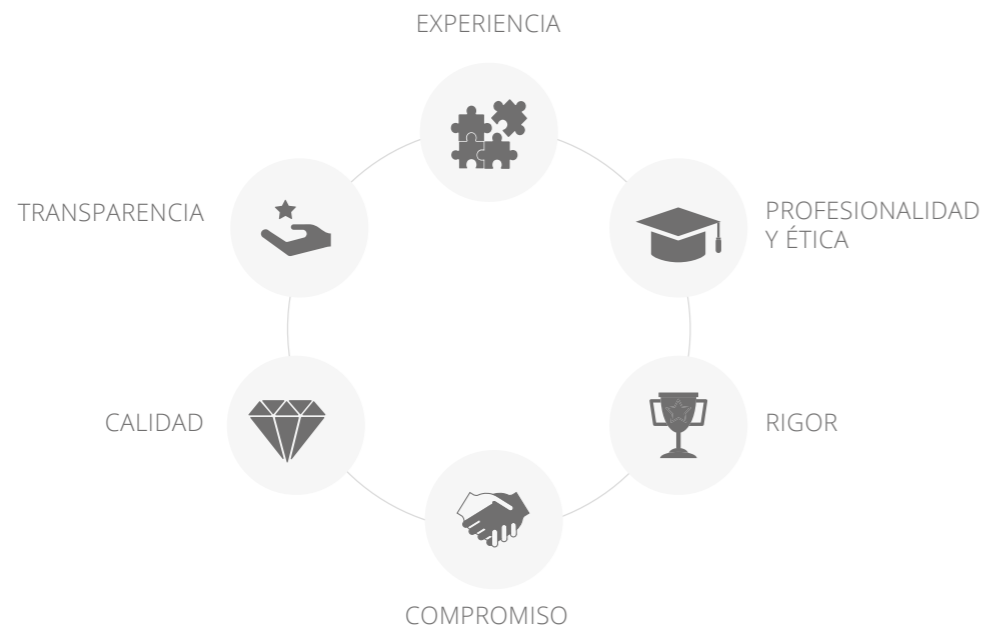 EXPERIENCIA
TRANSPARENCIA
PROFESIONALIDAD
Y ÉTICA
CALIDAD
RIGOR
COMPROMISO